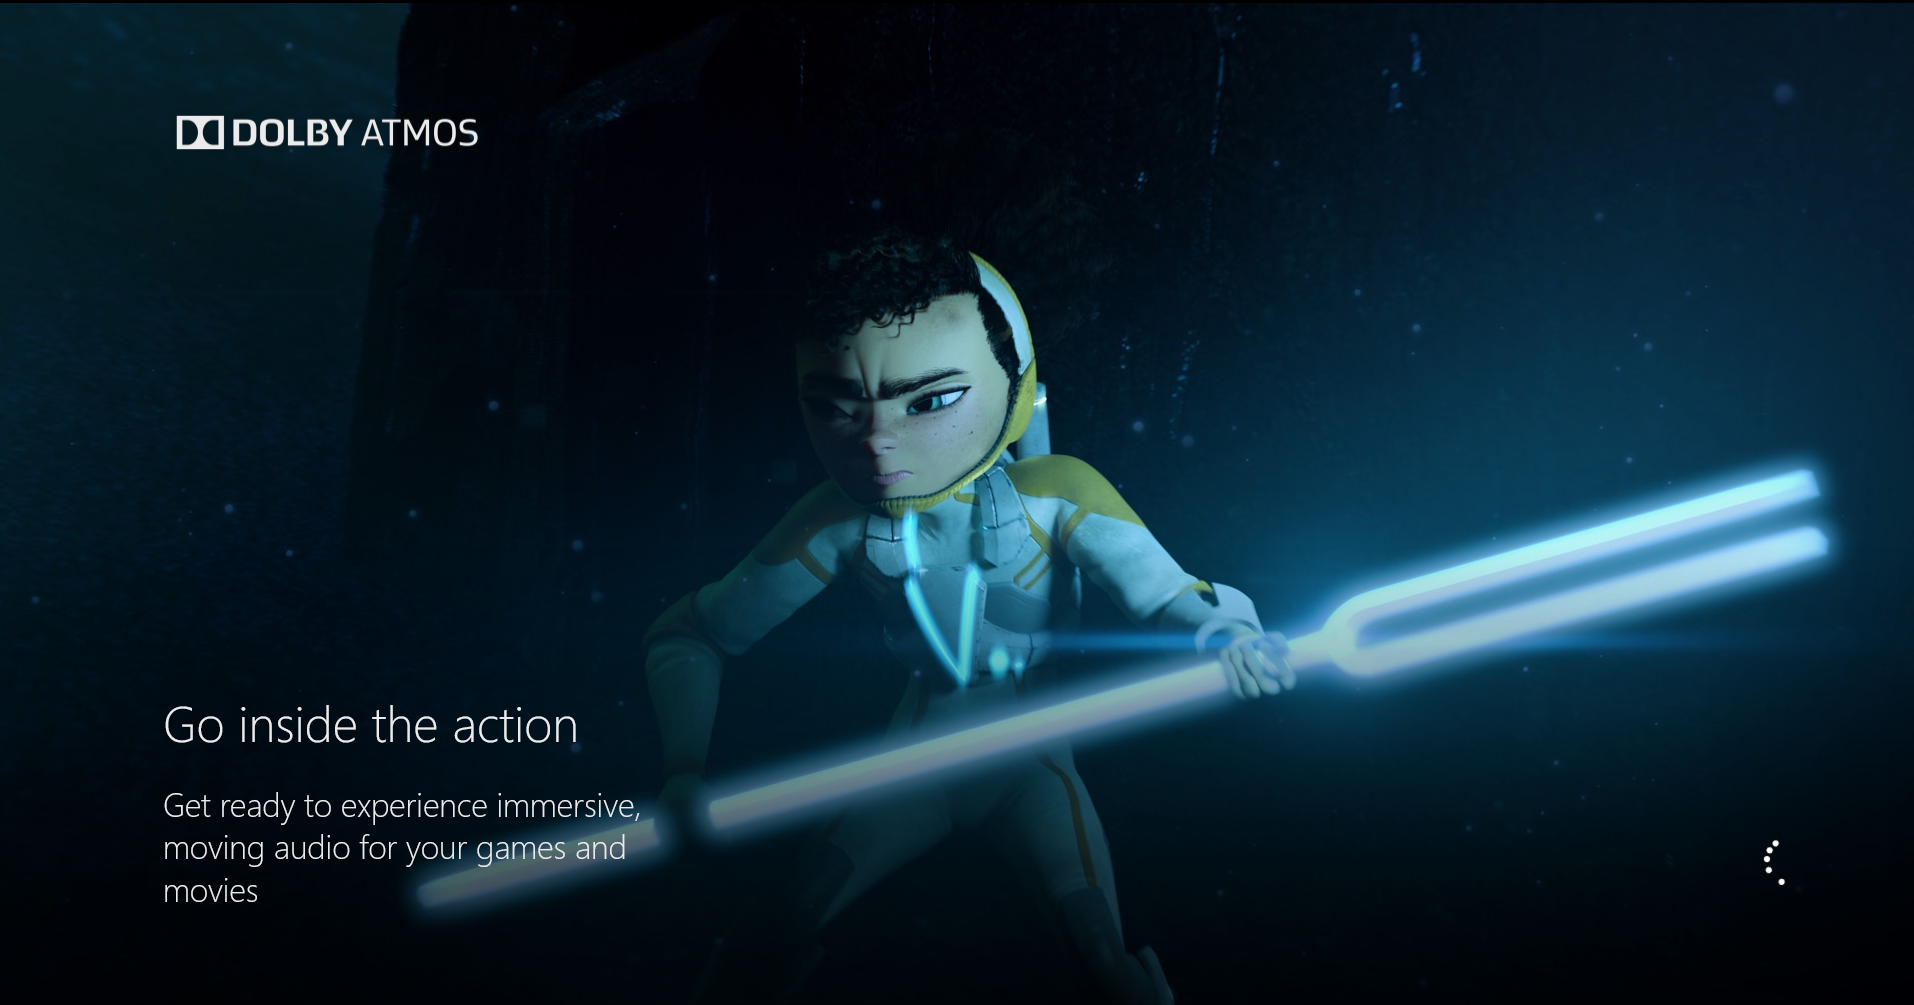 DOLBY ATMOS
Go inside the action
Get ready to experience immersive,
moving audio for your games and
movies